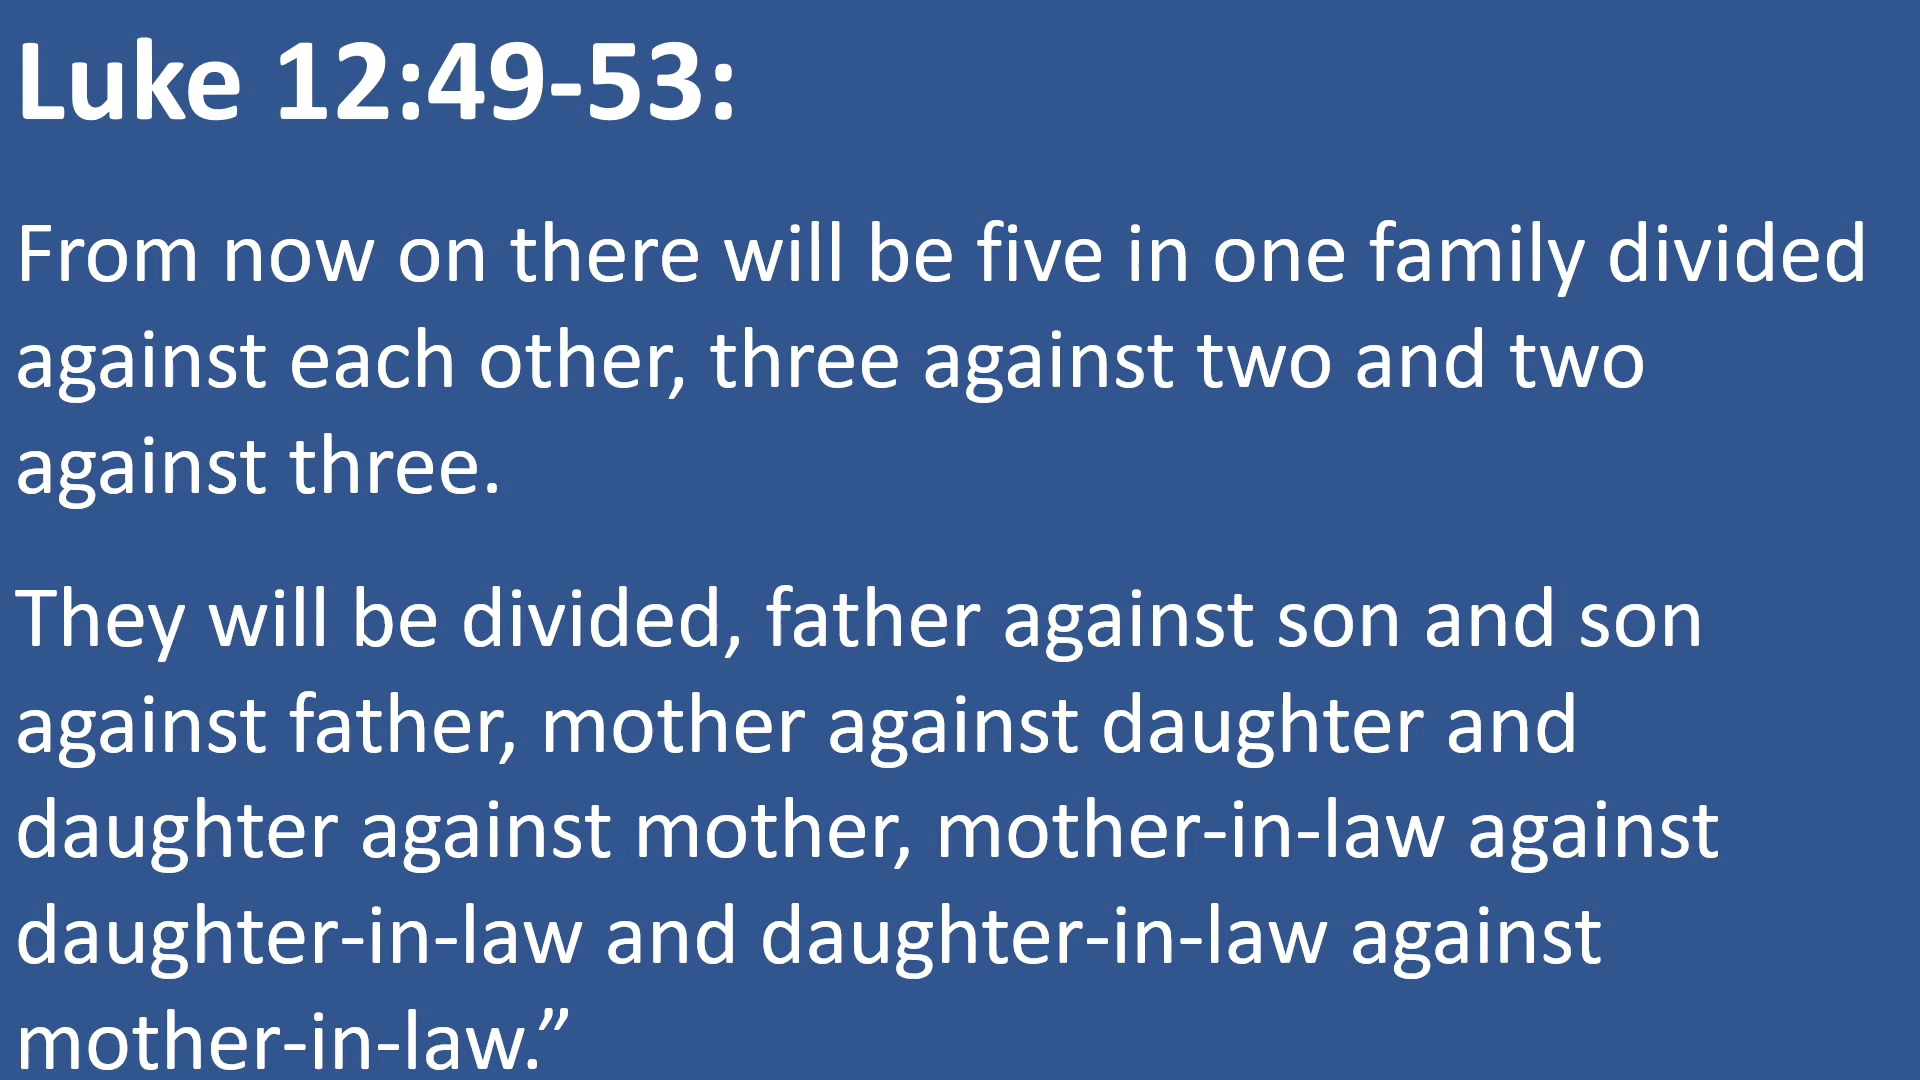 Luke 12:49-53:
From now on there will be five in one family divided
against each other, three against two and two
against three.
They will be divided, father against son and son
against father, mother against daughter and
daughter against mother, mother-in-law against
daughter-in-law and daughter-in-law against
mother-in-law.”